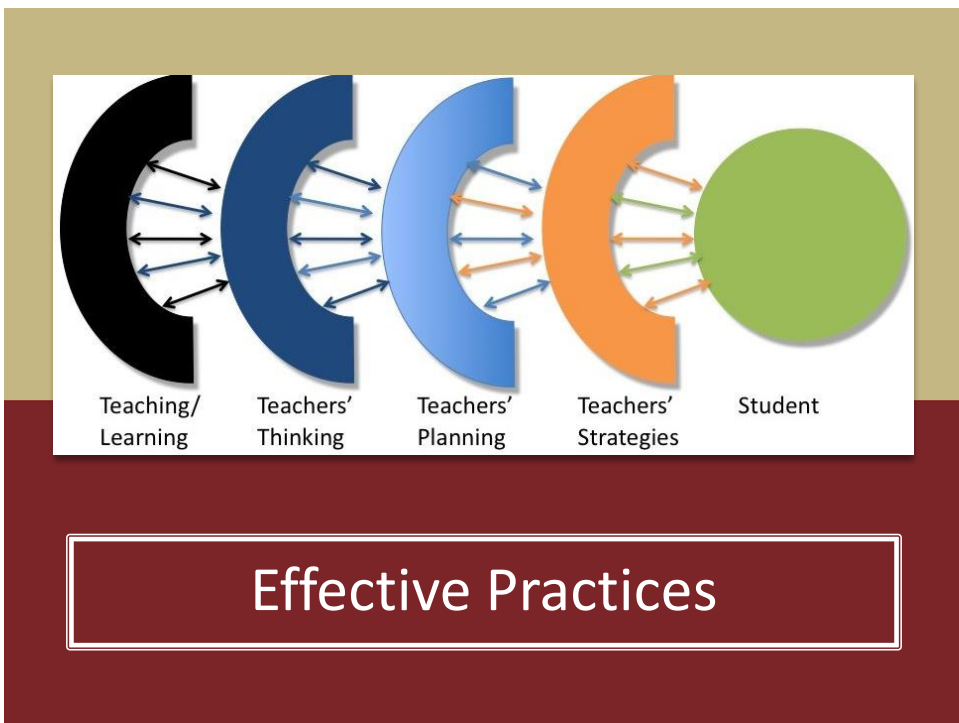 Teaching/
Learning
Teachers’
Thinking
Teachers’
Planning
Teachers’
Strategies
Student
Effective Practices